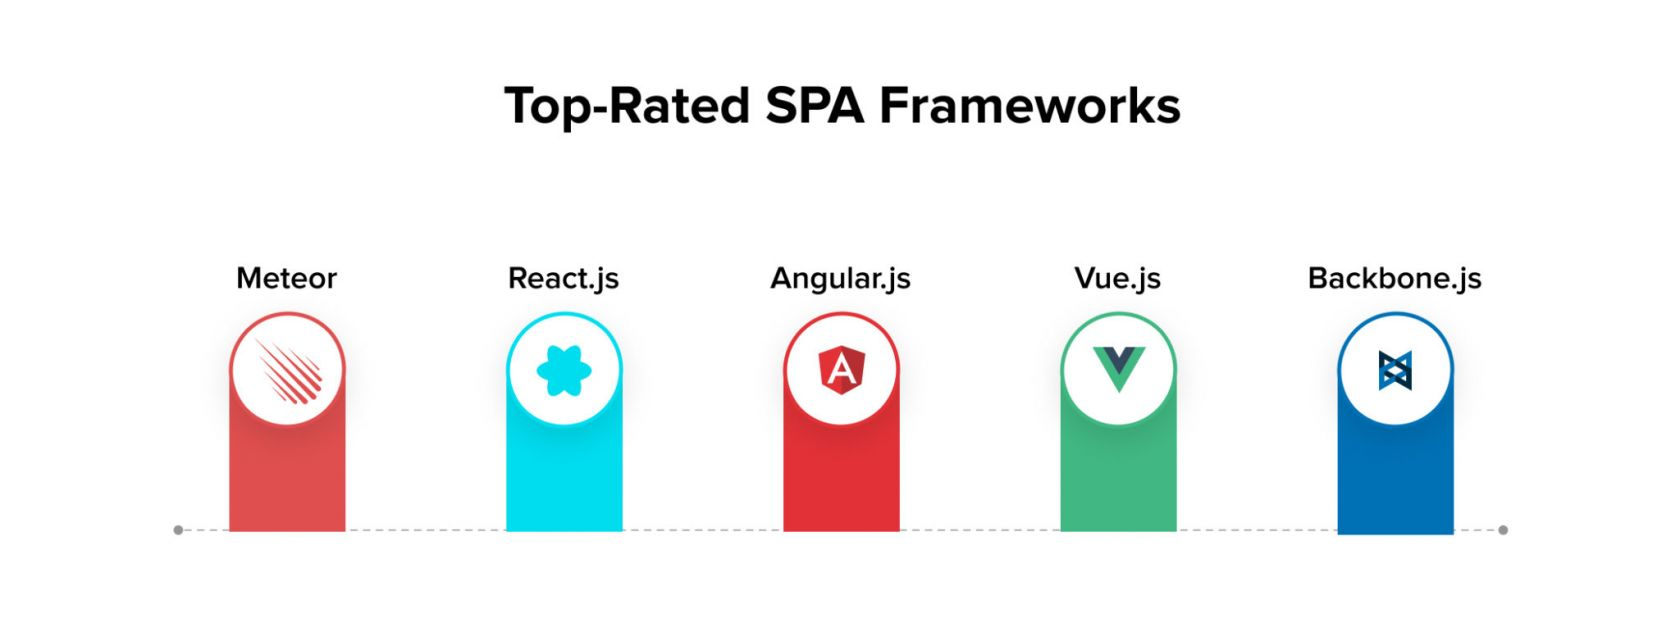 Top-Rated SPA Frameworks
Meteor
React.js
Angular.js
Vue.js
Backbone.js
A